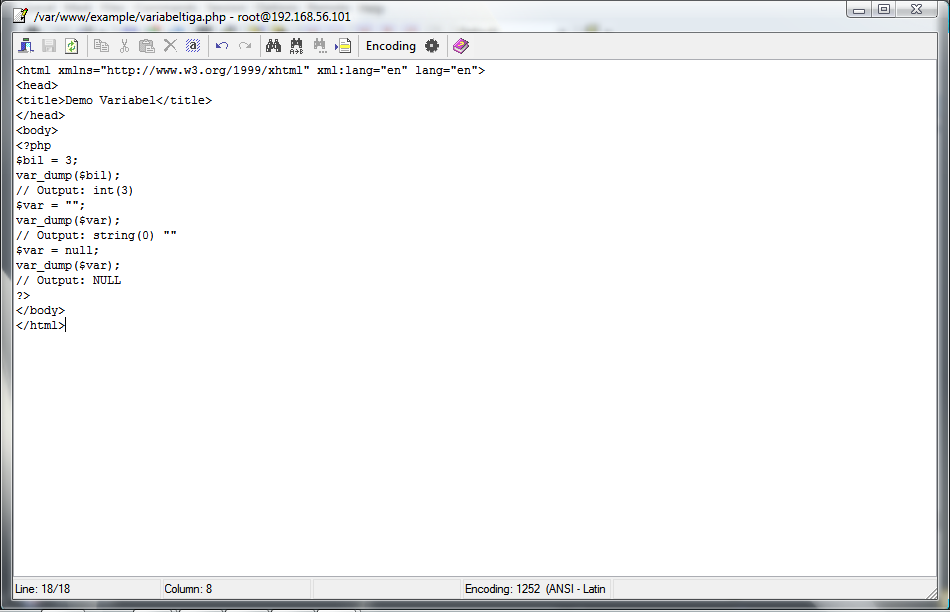 /var/www/example/variabeltiga.php - root@192.168.56.101
Encoding
<html xmlns="http://www.w3.org/1999/xhtml" xml:lang="en" lang="en">
<head>
<title>Demo Variabel</title>
</head>
<body>
<?php
$bil = 3;
var_dump($bil);
// Output: int(3)
$var = "";
var_dump($var);
// Output: string(0) ""
$var = null;
var_dump($var);
// Output: NULL
?>
</body>
</html>
Line: 18/18 Column: 8 Encoding: 1252 (ANSI - Latin